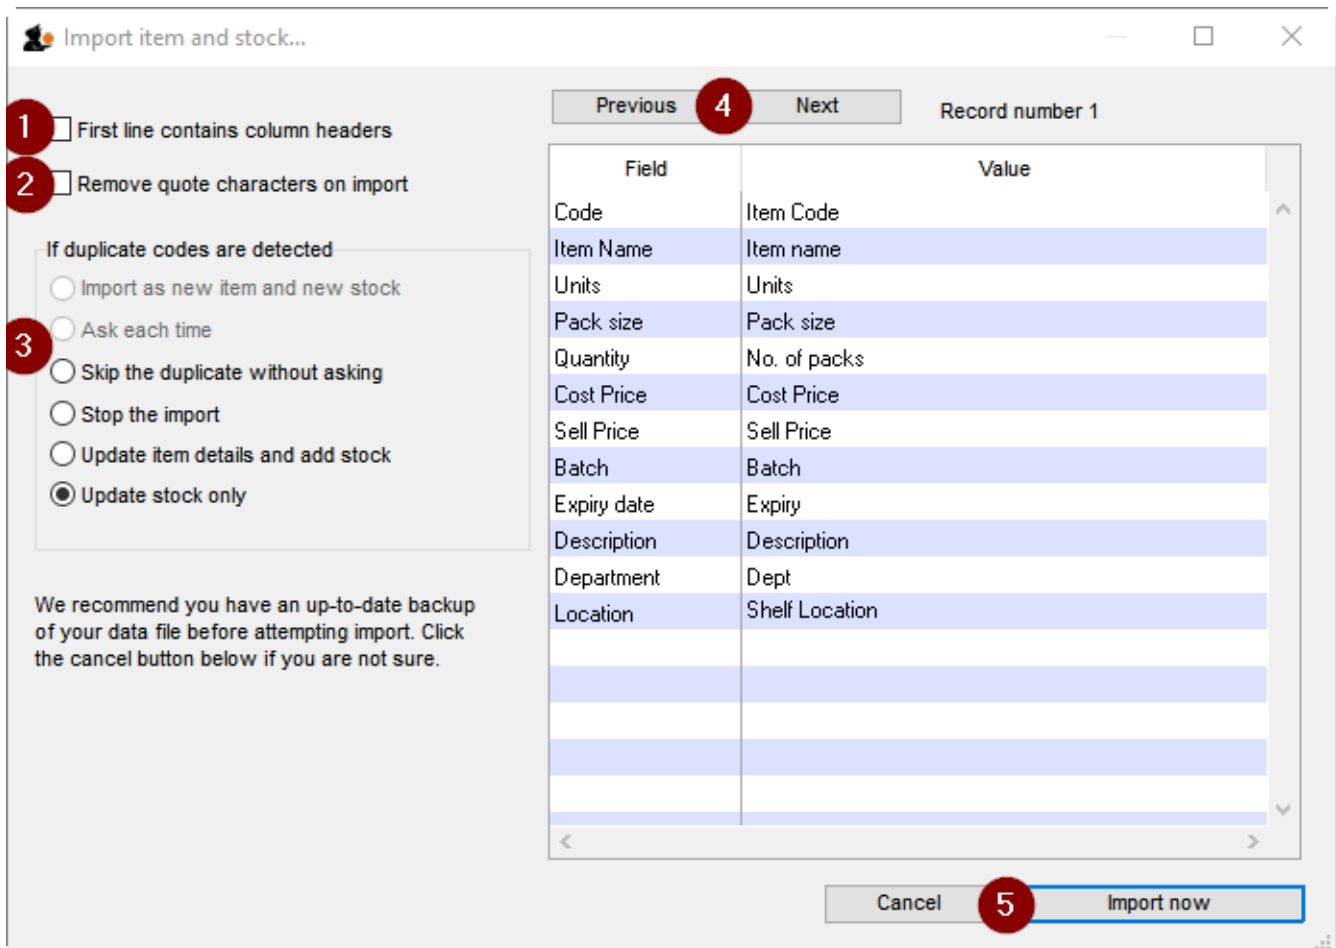 Import item and stock...
1 First line contains column headers
2 Remove quote characters on import
If duplicate codes are detected
Import as new item and new stock
Ask each time
3
Skip the duplicate without asking
Stop the import
Update item details and add stock
Update stock only
We recommend you have an up-to-date backup
of your data file before attempting import. Click
the cancel button below if you are not sure.
Previous 4 Next Record number 1
Field Value
Code Item Code
Item Name Item name
Units Units
Pack size Pack size
Quantity No. of packs
Cost Price Cost Price
Sell Price Sell Price
Batch Batch
Expiry date Expiry
Description Description
Department Dept
Location Shelf Location
Cancel 5 Import now